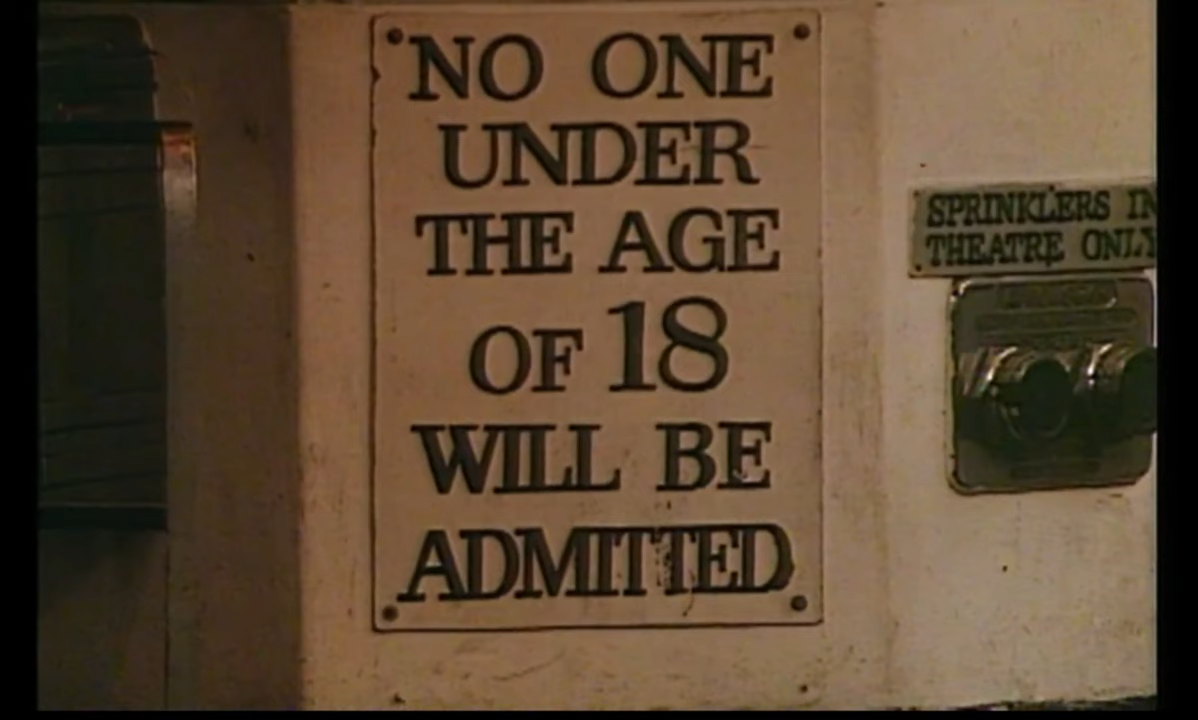 NO ONE
UNDER
THE AGE
OF 18
WILL BE
ADMITTED
SPRINKLERS IN
THEATRE ONLY